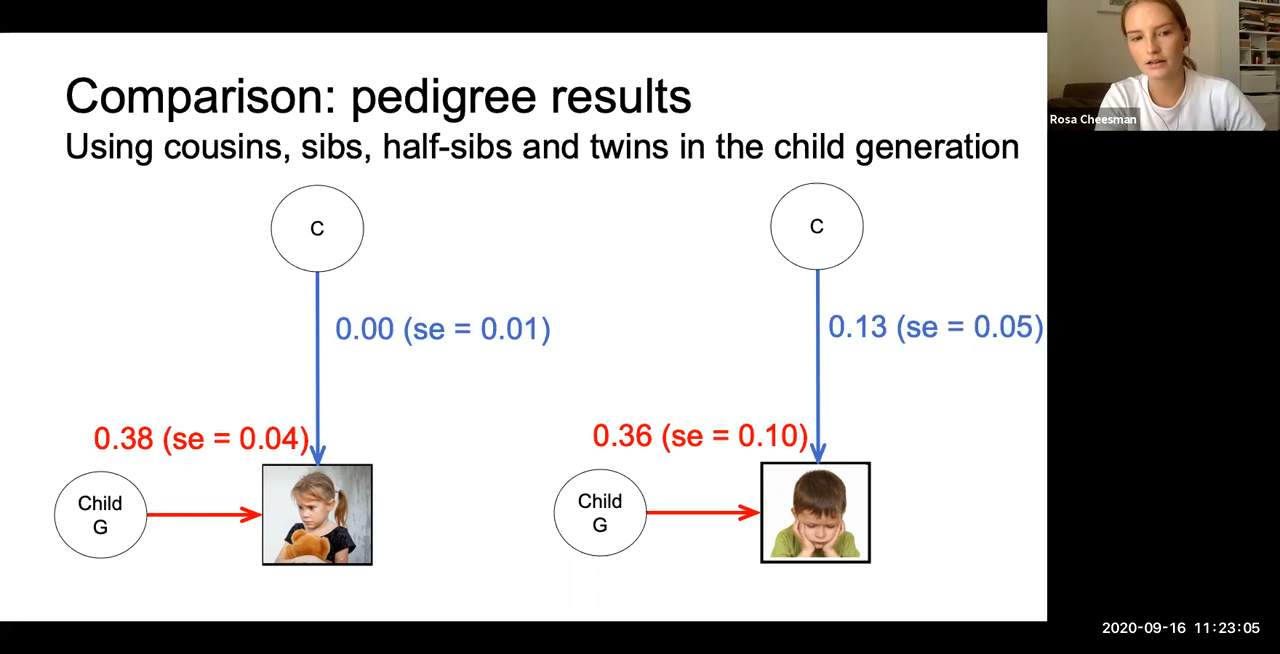 Comparison: pedigree results
Using cousins, sibs, half-sibs and twins in the child generation
C
0.00 (se = 0.01)
0.38 (se = 0.04)
Child
G
C
0.13 (se = 0.05)
0.36 (se = 0.10)
Child
G
Rosa Cheesman
2020-09-16 11:23:05